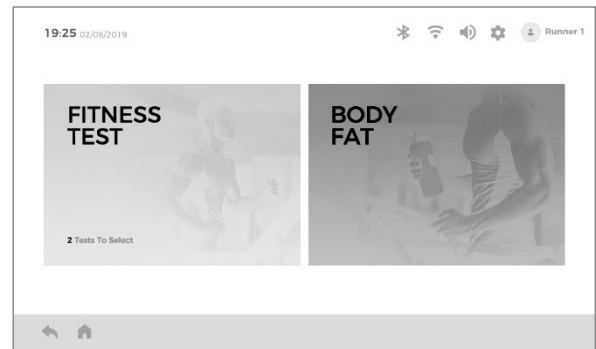 19:25 02/08/2019
Runner 1
FITNESS
TEST
2 Tests To Select
BODY
FAT